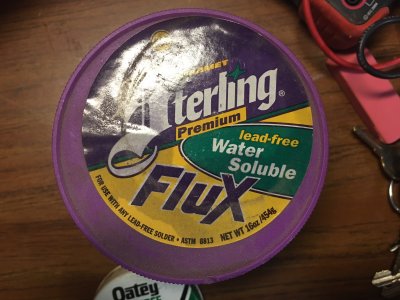 Sterling®
Premium
lead-free
Water
Soluble
Flux
FOR USE WITH ANY LEAD-FREE SOLDER • ASTM B813
NET WT 16oz/454g
Oatey